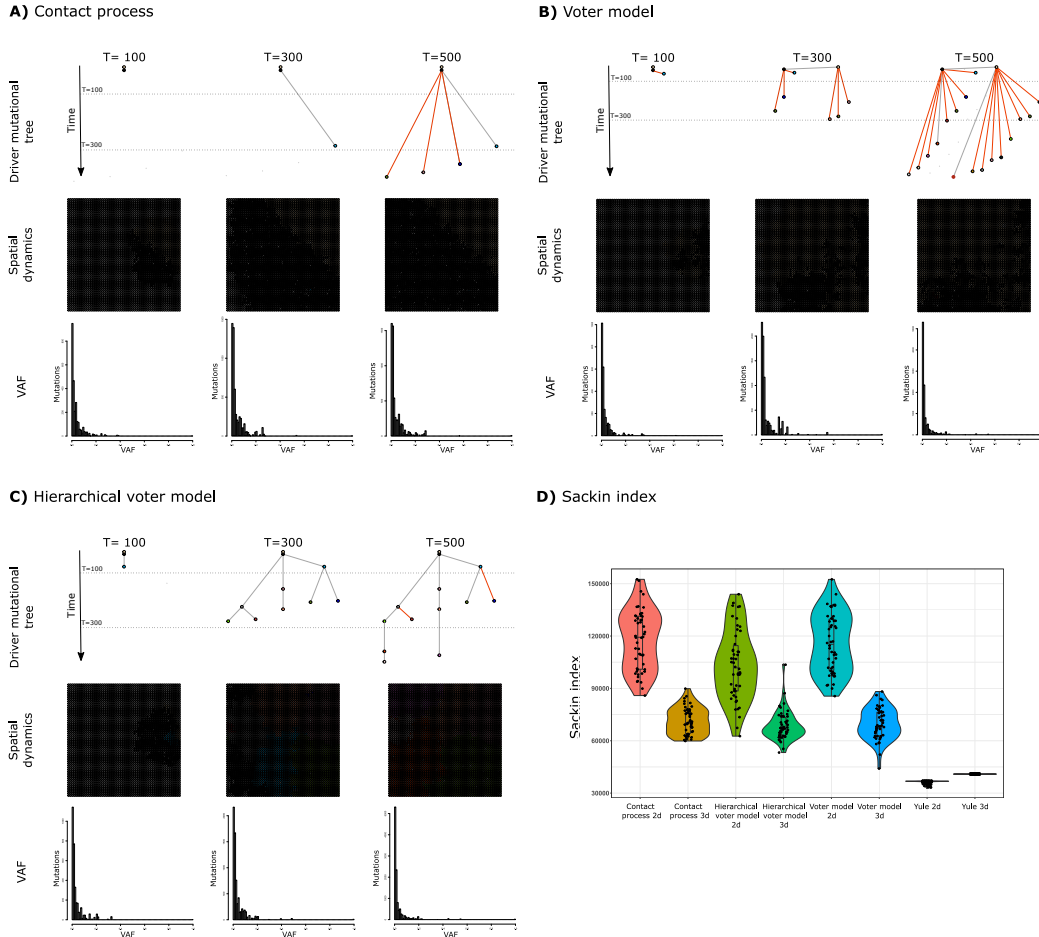 A) Contact process
T= 100
T=300
T=500
Driver mutational
tree
Time
T=100
T=300
Spatial
dynamics
VAF
Mutations
VAF
Mutations
VAF
Mutations
VAF
B) Voter model
T= 100
T=300
T=500
Driver mutational
tree
Time
T=100
T=300
Spatial
dynamics
VAF
Mutations
VAF
Mutations
VAF
Mutations
VAF
C) Hierarchical voter model
T= 100
T=300
T=500
Driver mutational
tree
Time
T=100
T=300
Spatial
dynamics
VAF
Mutations
VAF
Mutations
VAF
Mutations
VAF
D) Sackin index
Sackin index
150000
120000
90000
60000
30000
Contact
process 2d
Contact
process 3d
Hierarchical
voter model
2d
Hierarchical
voter model
3d
Voter model
2d
Voter model
3d
Yule 2d
Yule 3d